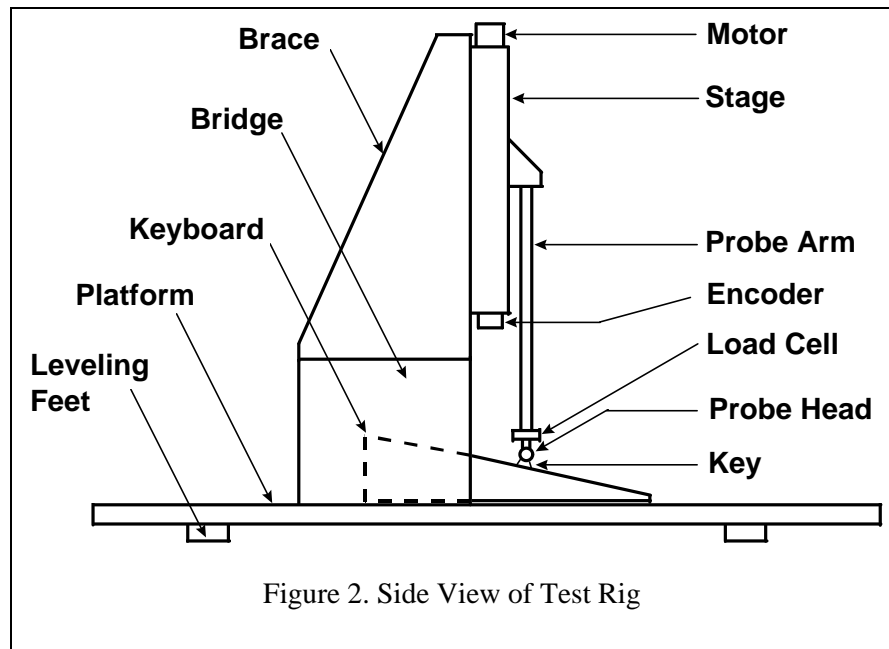 Brace
Bridge
Keyboard
Platform
Leveling
Feet
Motor
Stage
Probe Arm
Encoder
Load Cell
Probe Head
Key
Figure 2. Side View of Test Rig